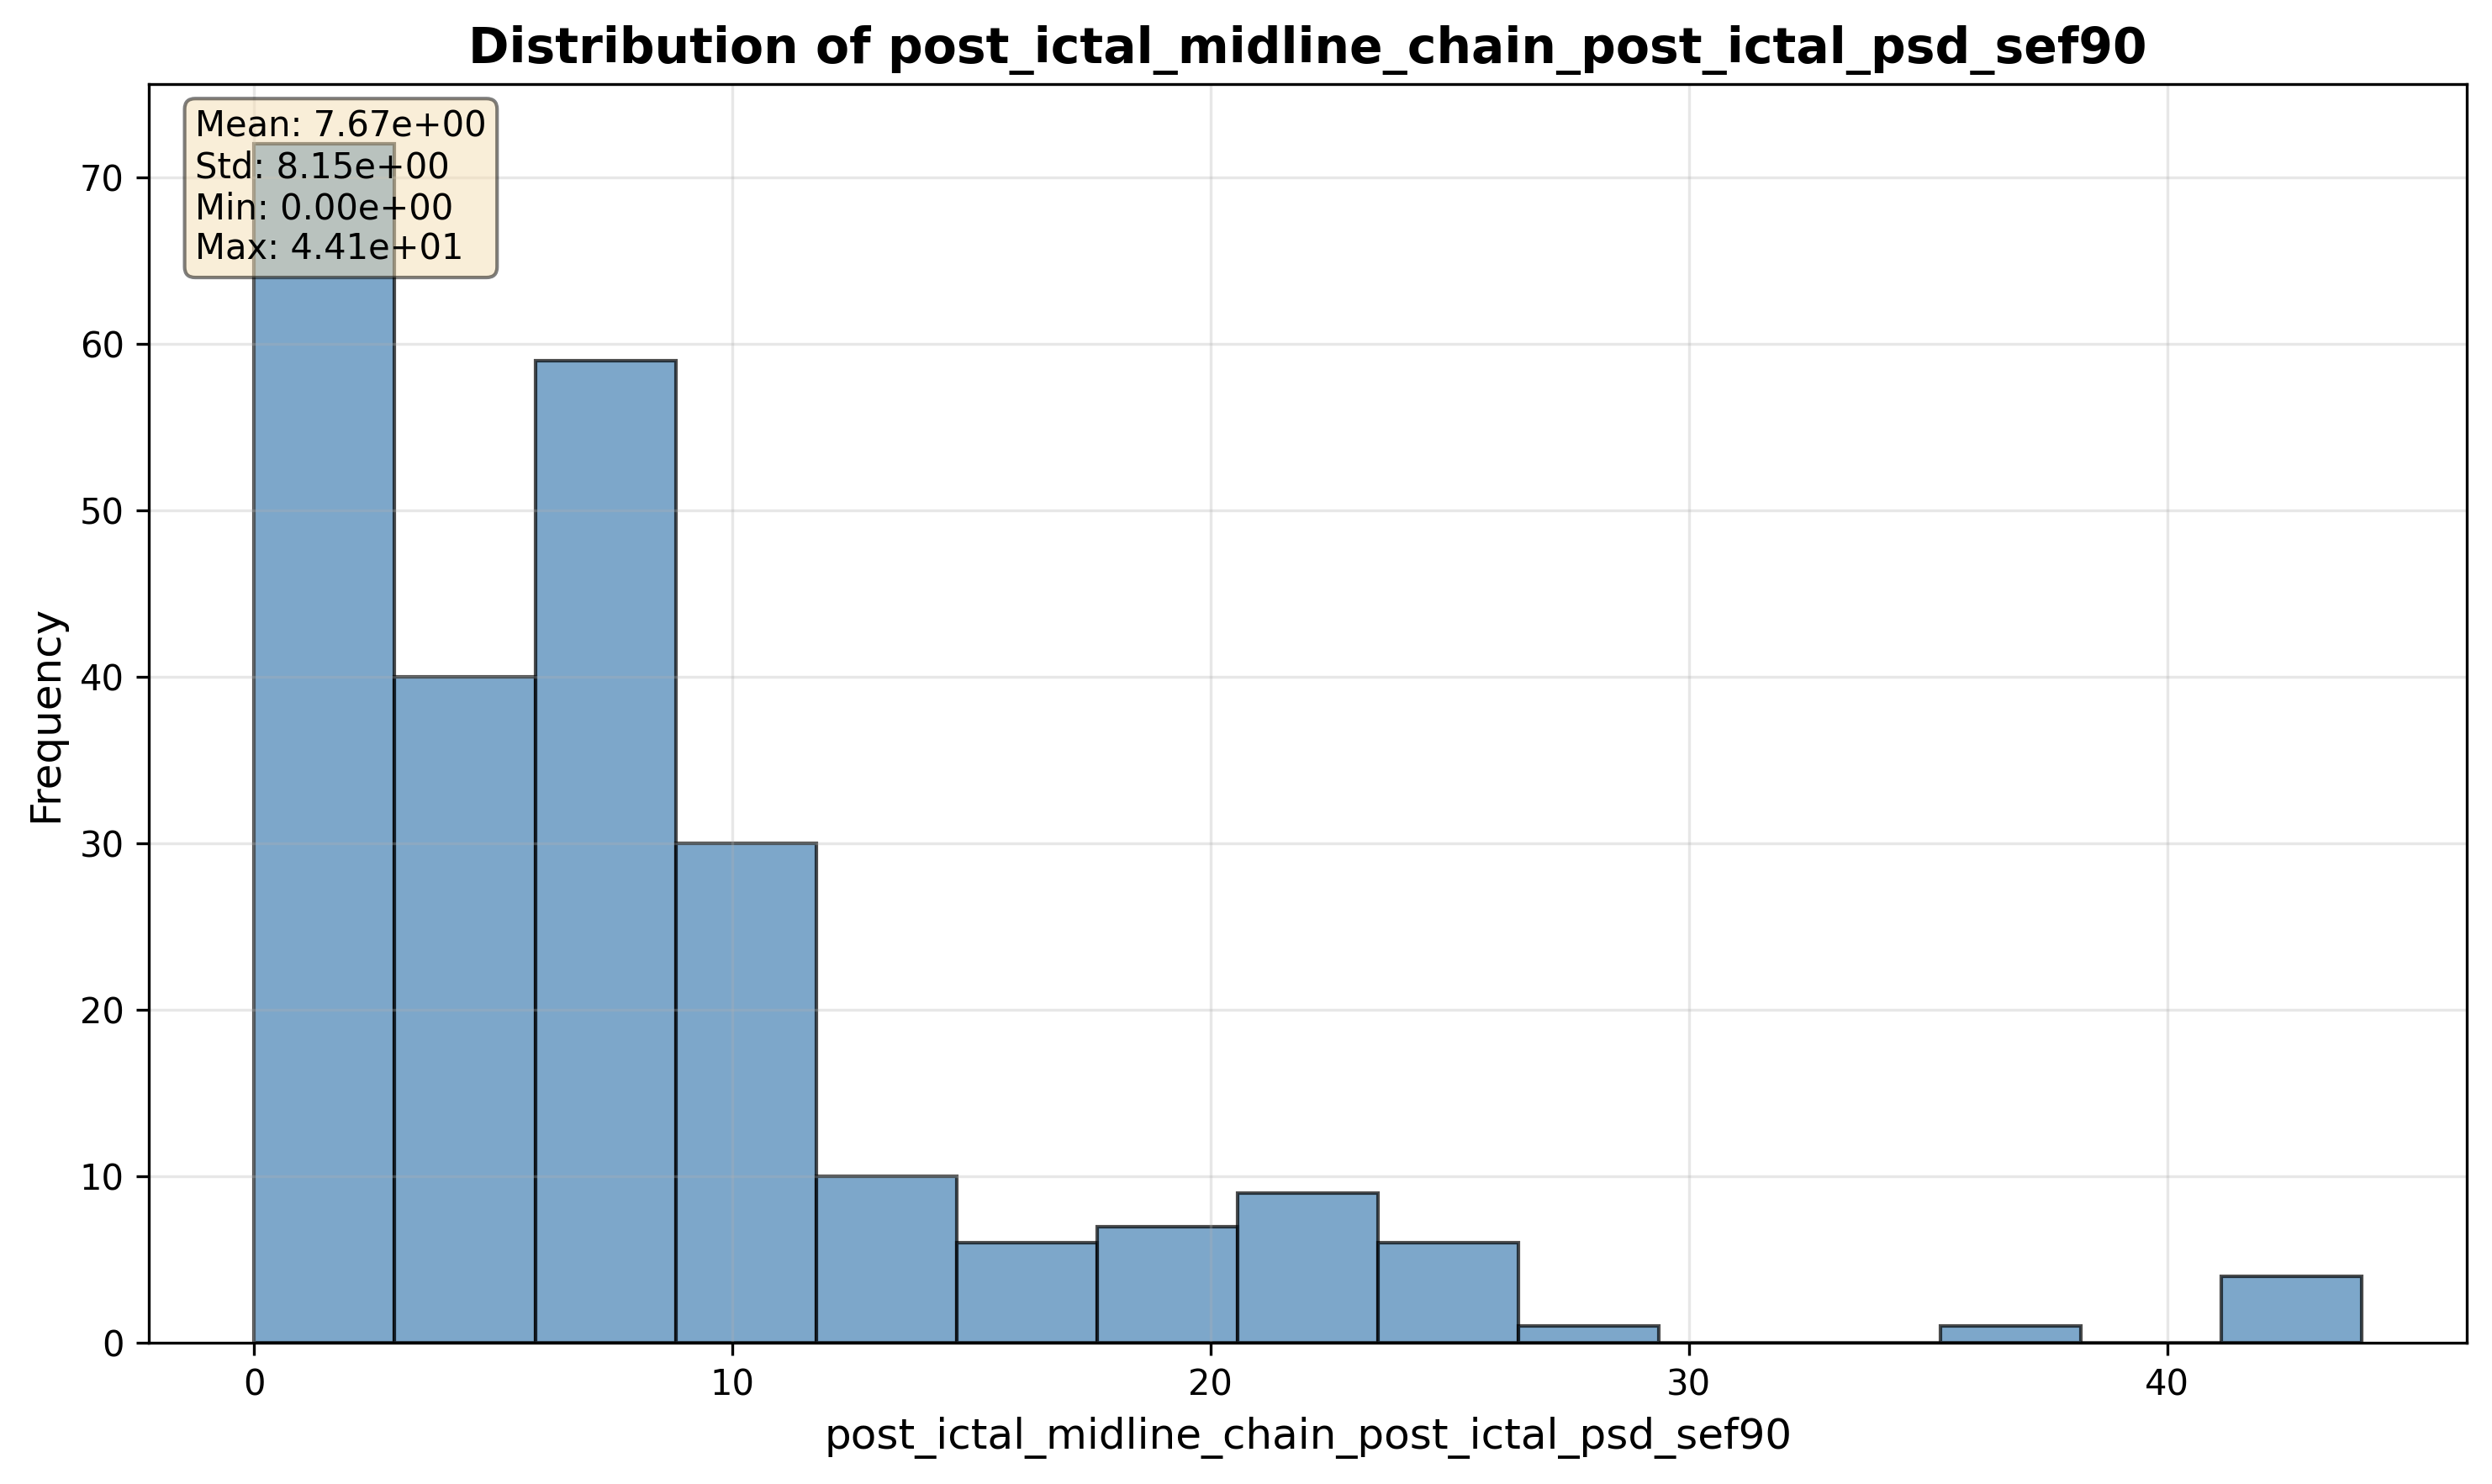 Distribution of post_ictal_midline_chain_post_ictal_psd_sef90
Mean: 7.67e+00
Std: 8.15e+00
Min: 0.00e+00
Max: 4.41e+01
70
60
50
40
30
20
10
0
Frequency
0 10 20 30 40
post_ictal_midline_chain_post_ictal_psd_sef90